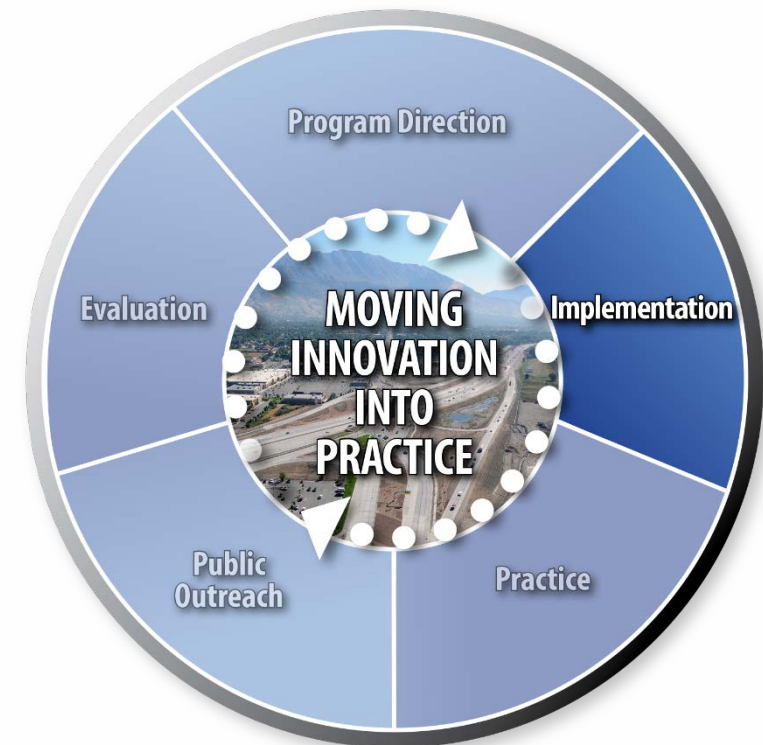 Program Direction
Evaluation
MOVING
INNOVATION
INTO
PRACTICE
Implementation
Public
Outreach
Practice